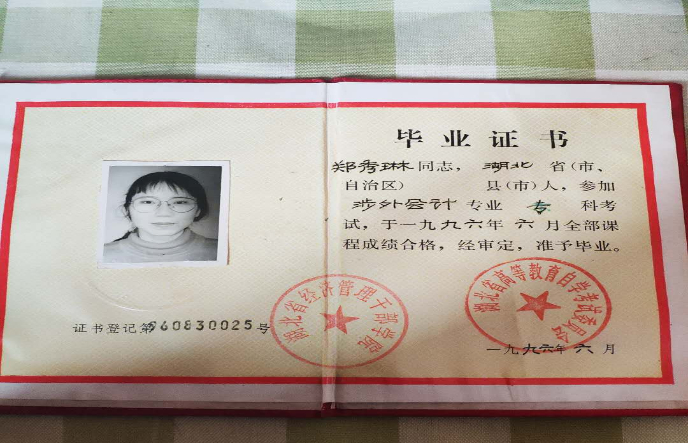 毕业证书
郑秀琳同志，湖北省(市、
自治区) 县(市)人，参加
涉外会计专业 专 科考
试，于一九九六年 六 月全部课
程成绩合格，经审定，准予毕业。
证书登记第960830025号
湖北省经济管理干部学院
湖北省高等教育自学考试委员会
一九九六年 六 月